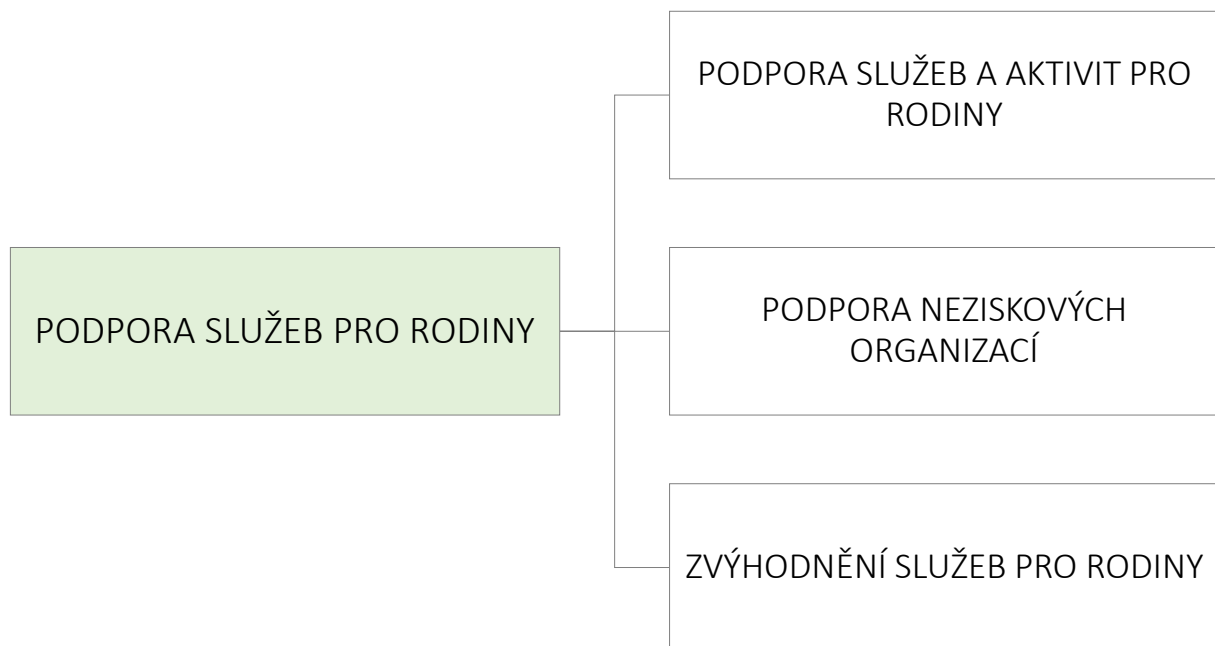 PODPORA SLUŽEB PRO RODINY
PODPORA SLUŽEB A AKTIVIT PRO
RODINY
PODPORA NEZISKOVÝCH
ORGANIZACÍ
ZVÝHODNĚNÍ SLUŽEB PRO RODINY